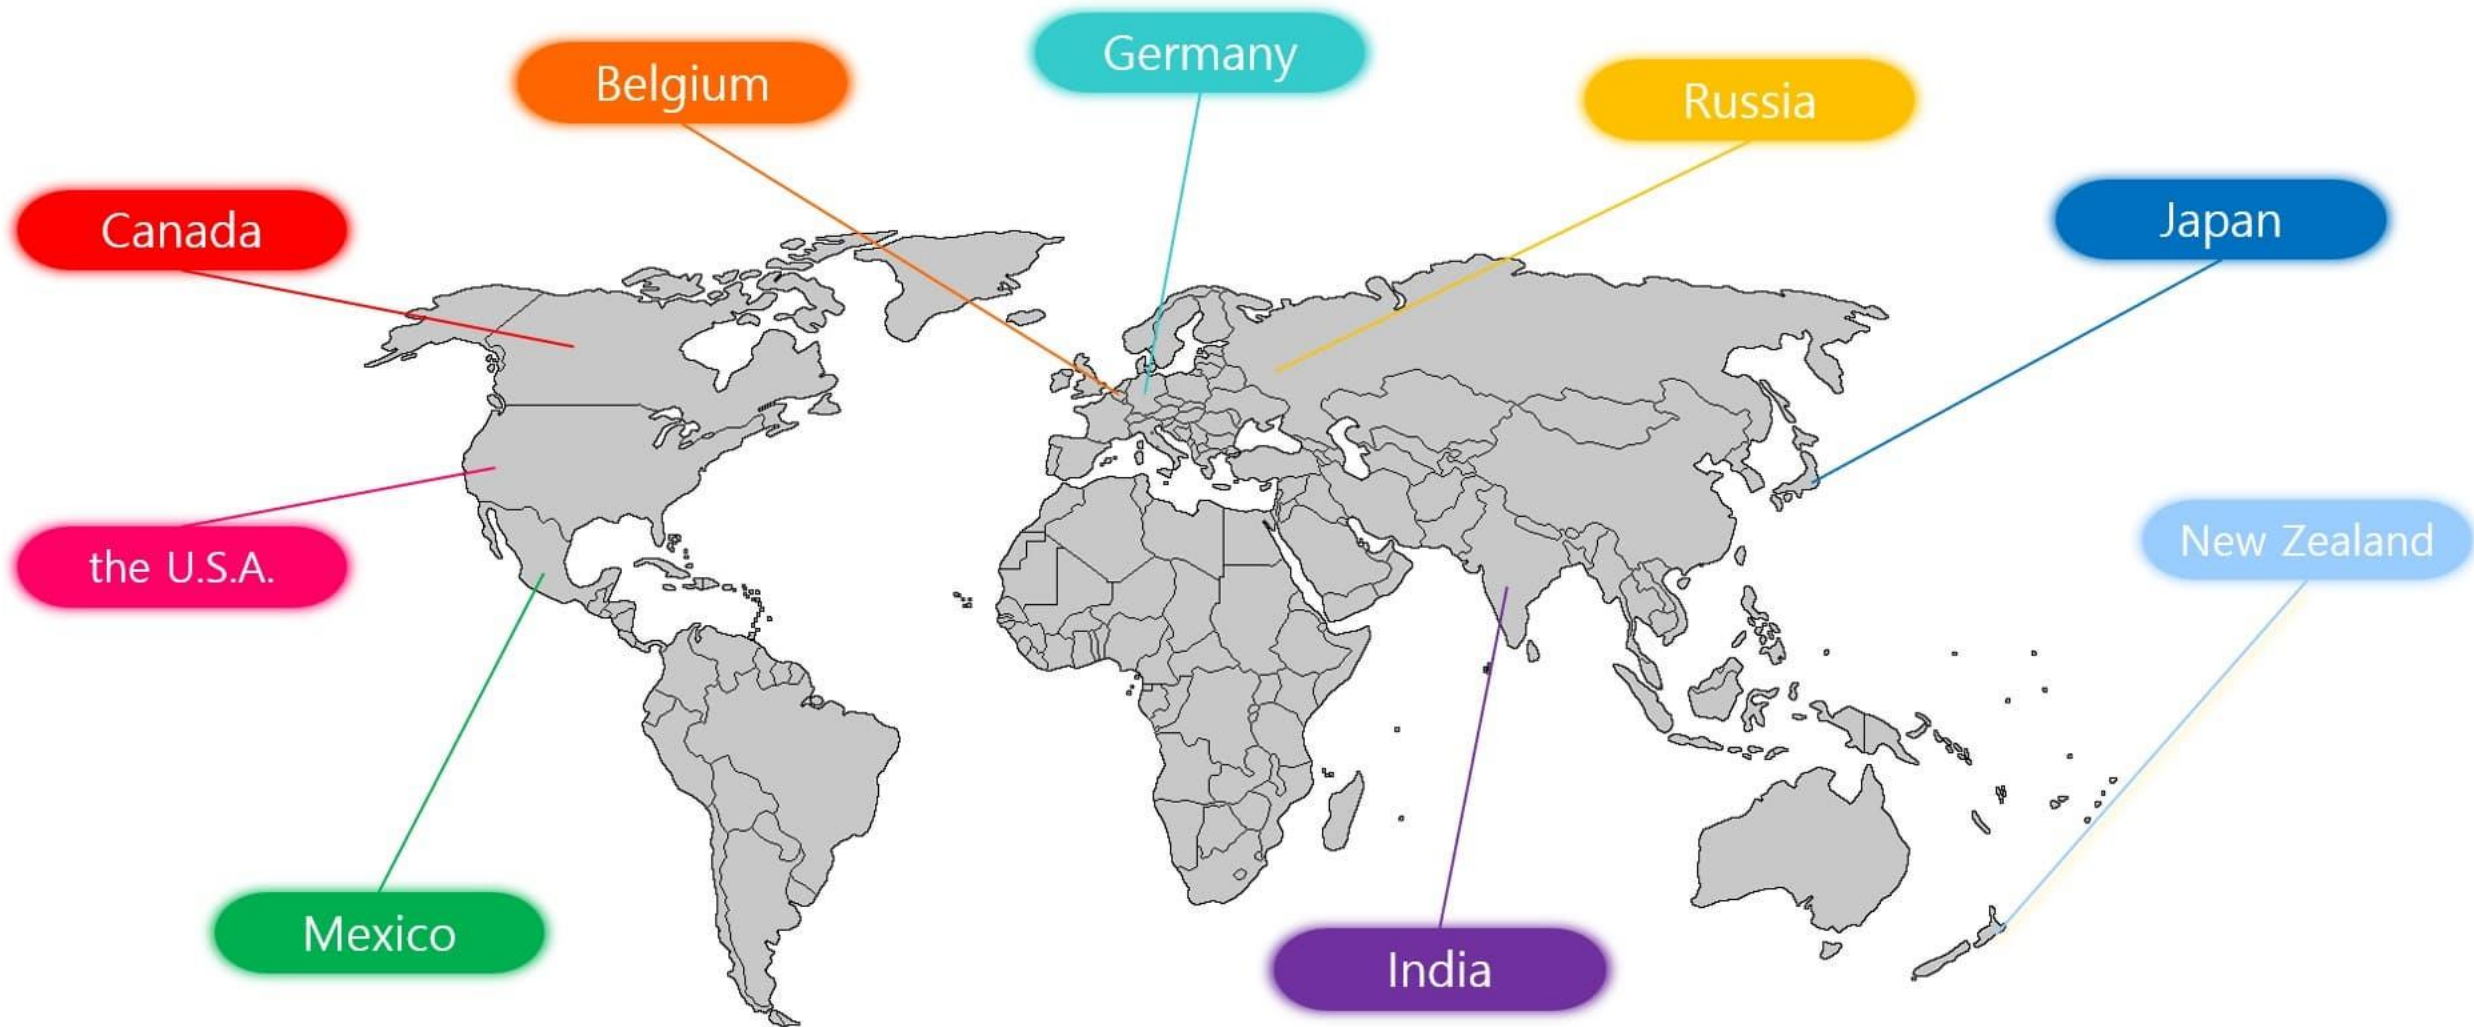 Germany
Belgium
Russia
Canada
Japan
New Zealand
the U.S.A.
Mexico
India